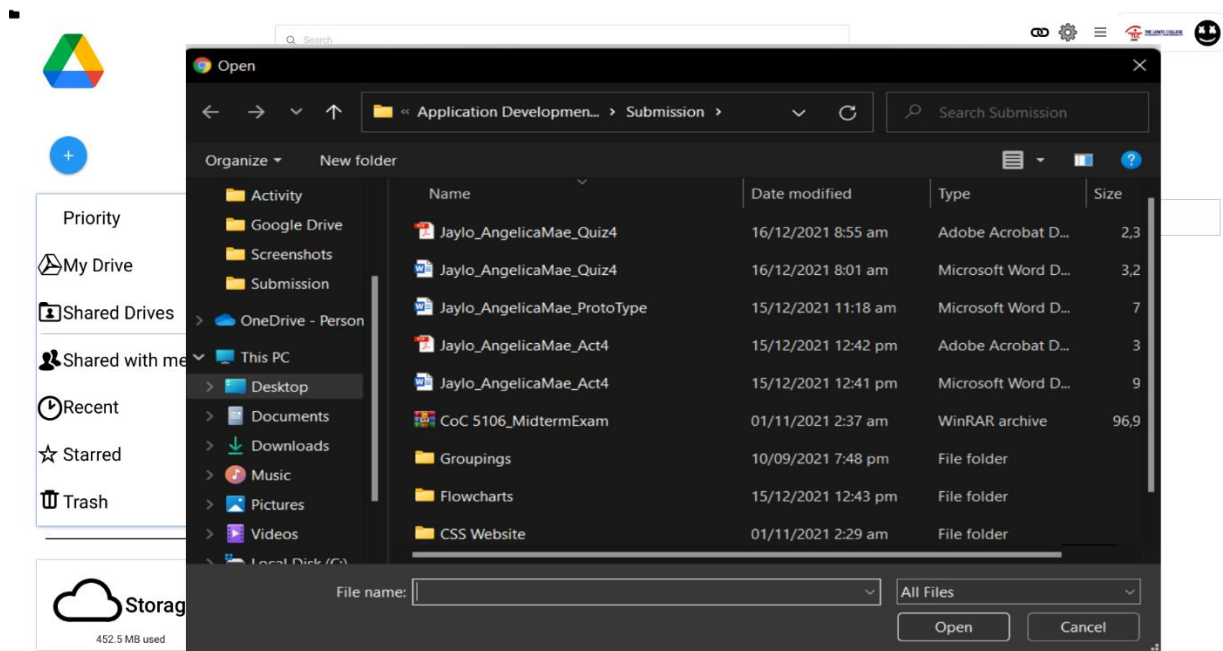 Search
THE LEWIS COLLEGE
Open
« Application Developmen... > Submission >
Search Submission
Organize
New folder
Priority
My Drive
Shared Drives
Shared with me
Recent
Starred
Trash
Storag
452.5 MB used
Activity
Google Drive
Screenshots
Submission
OneDrive - Person
This PC
Desktop
Documents
Downloads
Music
Pictures
Videos
Local Disk (C:)
Name Date modified Type Size
Jaylo_AngelicaMae_Quiz4 16/12/2021 8:55 am Adobe Acrobat D... 2,3
Jaylo_AngelicaMae_Quiz4 16/12/2021 8:01 am Microsoft Word D... 3,2
Jaylo_AngelicaMae_ProtoType 15/12/2021 11:18 am Microsoft Word D... 7
Jaylo_AngelicaMae_Act4 15/12/2021 12:42 pm Adobe Acrobat D... 3
Jaylo_AngelicaMae_Act4 15/12/2021 12:41 pm Microsoft Word D... 9
CoC 5106_MidtermExam 01/11/2021 2:37 am WinRAR archive 96,9
Groupings 10/09/2021 7:48 pm File folder
Flowcharts 15/12/2021 12:43 pm File folder
CSS Website 01/11/2021 2:29 am File folder
File name:
All Files
Open
Cancel